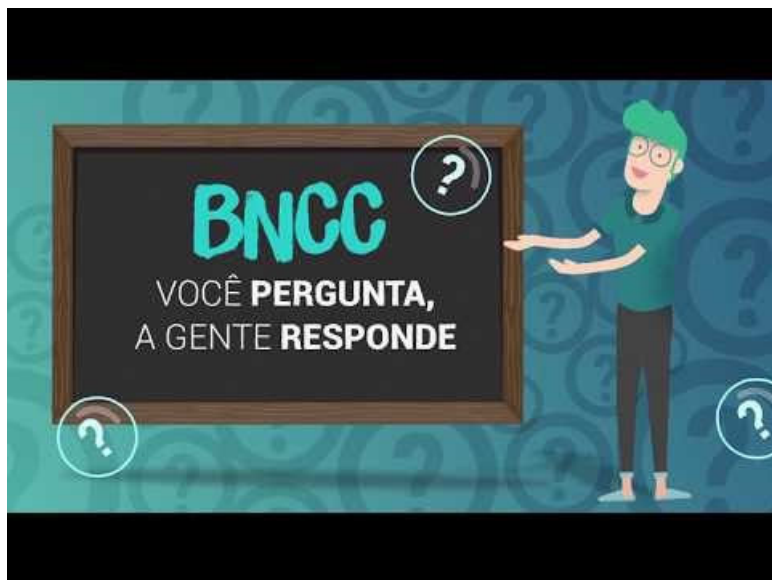 BNCC
VOCÊ PERGUNTA,
A GENTE RESPONDE
?
?
?